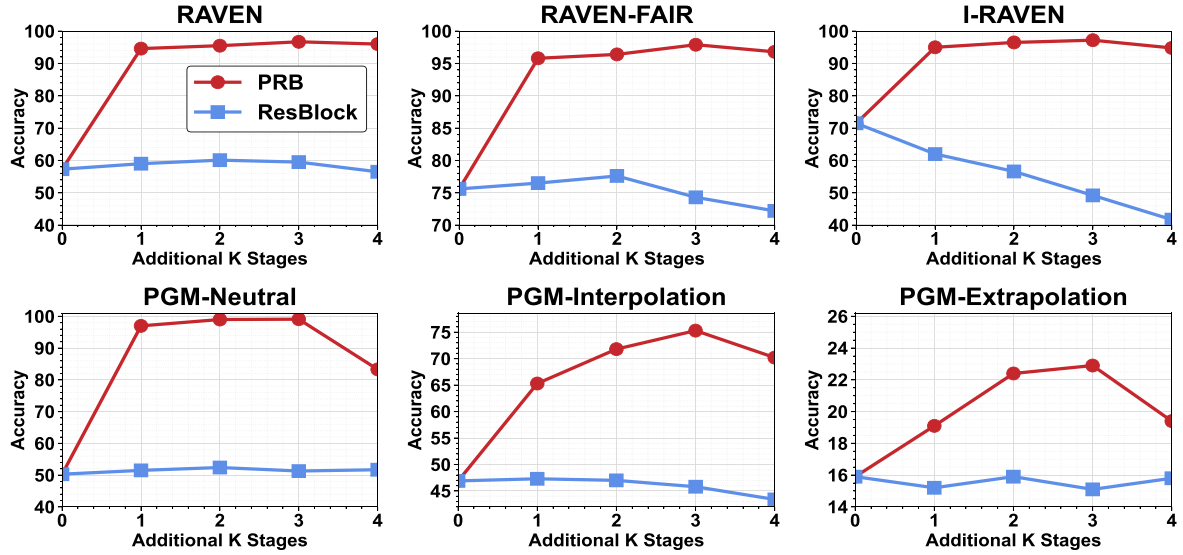 RAVEN
100
90
80
70
60
50
40
Accuracy
PRB
ResBlock
0 1 2 3 4
Additional K Stages
RAVEN-FAIR
100
95
90
85
80
75
70
Accuracy
0 1 2 3 4
Additional K Stages
I-RAVEN
100
90
80
70
60
50
40
Accuracy
0 1 2 3 4
Additional K Stages
PGM-Neutral
100
90
80
70
60
50
40
Accuracy
0 1 2 3 4
Additional K Stages
PGM-Interpolation
75
70
65
60
55
50
45
Accuracy
0 1 2 3 4
Additional K Stages
PGM-Extrapolation
26
24
22
20
18
16
14
Accuracy
0 1 2 3 4
Additional K Stages